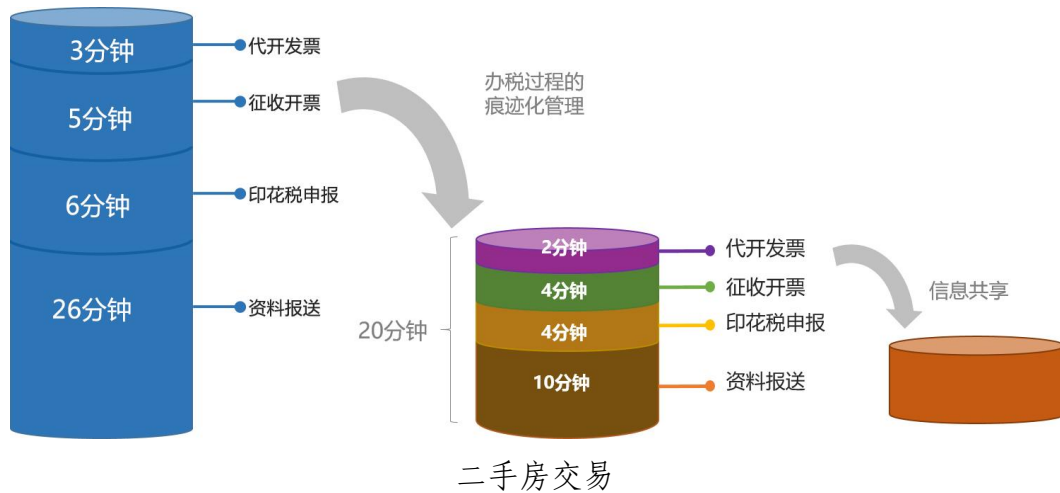 3分钟
代开发票
5分钟
征收开票
6分钟
印花税申报
26分钟
资料报送
办税过程的
痕迹化管理
20分钟
2分钟
代开发票
4分钟
征收开票
4分钟
印花税申报
10分钟
资料报送
信息共享
二手房交易